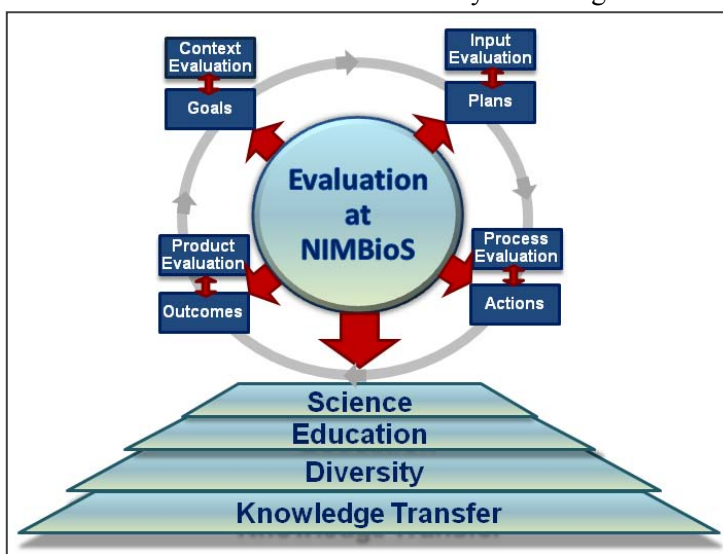 Context
Evaluation
Goals
Input
Evaluation
Plans
Evaluation
at
NIMBioS
Product
Evaluation
Outcomes
Process
Evaluation
Actions
Science
Education
Diversity
Knowledge Transfer